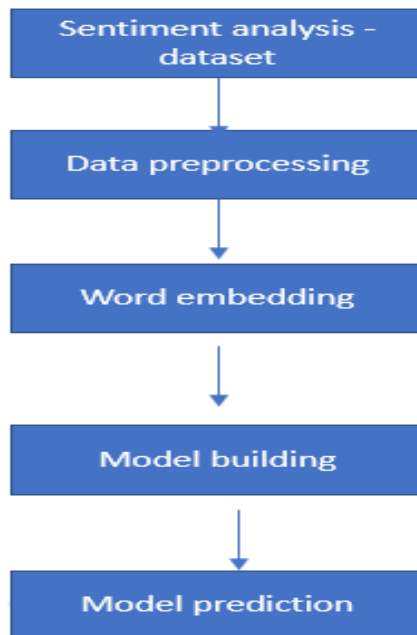 Sentiment analysis -
dataset
Data preprocessing
Word embedding
Model building
Model prediction